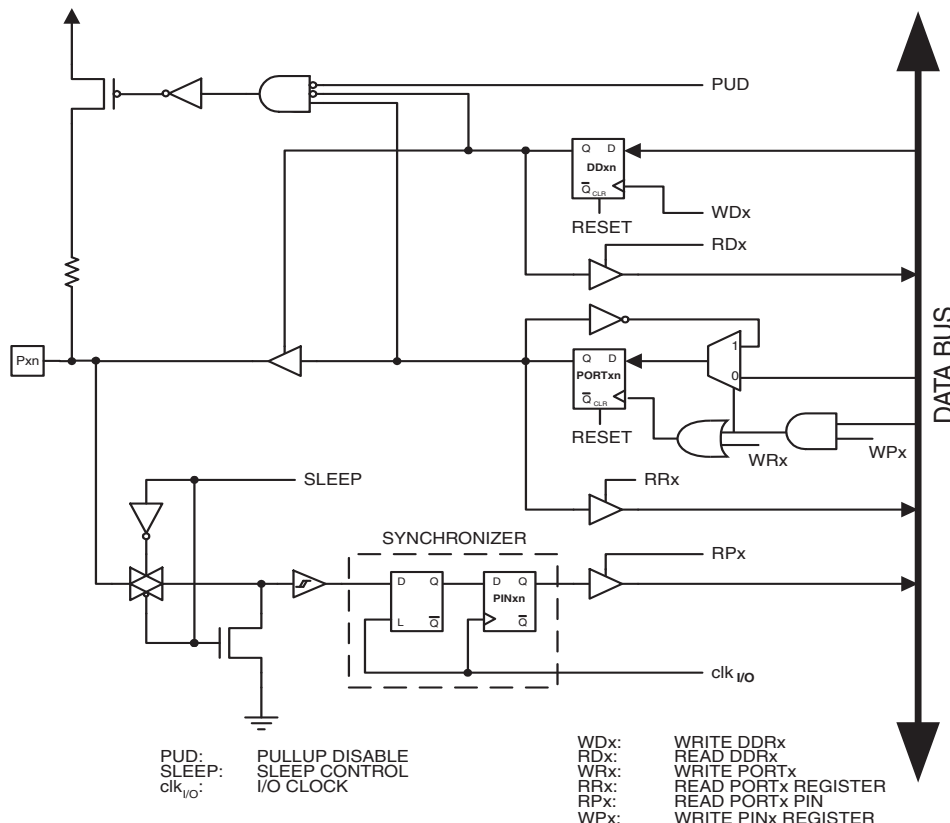 PUD
Q D
DDxn
Q CLR
WDx
RESET
RDx
1
Pxn
Q D
PORTxn
0
Q CLR
RESET
WRx
WPx
DATA BUS
SLEEP
RRx
SYNCHRONIZER
RPx
D Q
D Q
PINxn
L Q
Q
clk I/O
PUD: PULLUP DISABLE
SLEEP: SLEEP CONTROL
clkI/O: I/O CLOCK
WDx: WRITE DDRx
RDx: READ DDRx
WRx: WRITE PORTx
RRx: READ PORTx REGISTER
RPx: READ PORTx PIN
WPx: WRITE PINx REGISTER